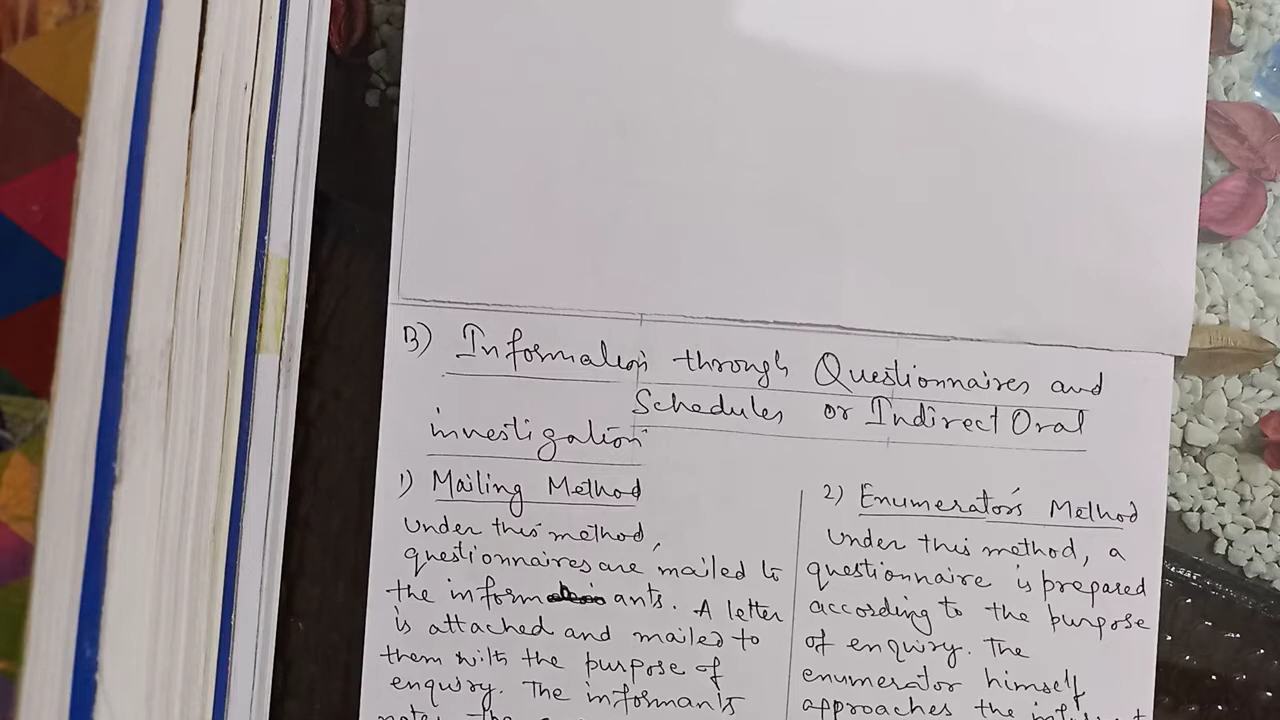 B) Information through Questionnaires and
Schedules or Indirect Oral
investigation
1) Mailing Method
Under this method,
questionnaires are mailed to
the informants. A letter
is attached and mailed to
them with the purpose of
enquiry. The informants
2) Enumerator's Method
Under this method, a
questionnaire is prepared
according to the purpose
of enquiry. The
enumerator himself
approaches the